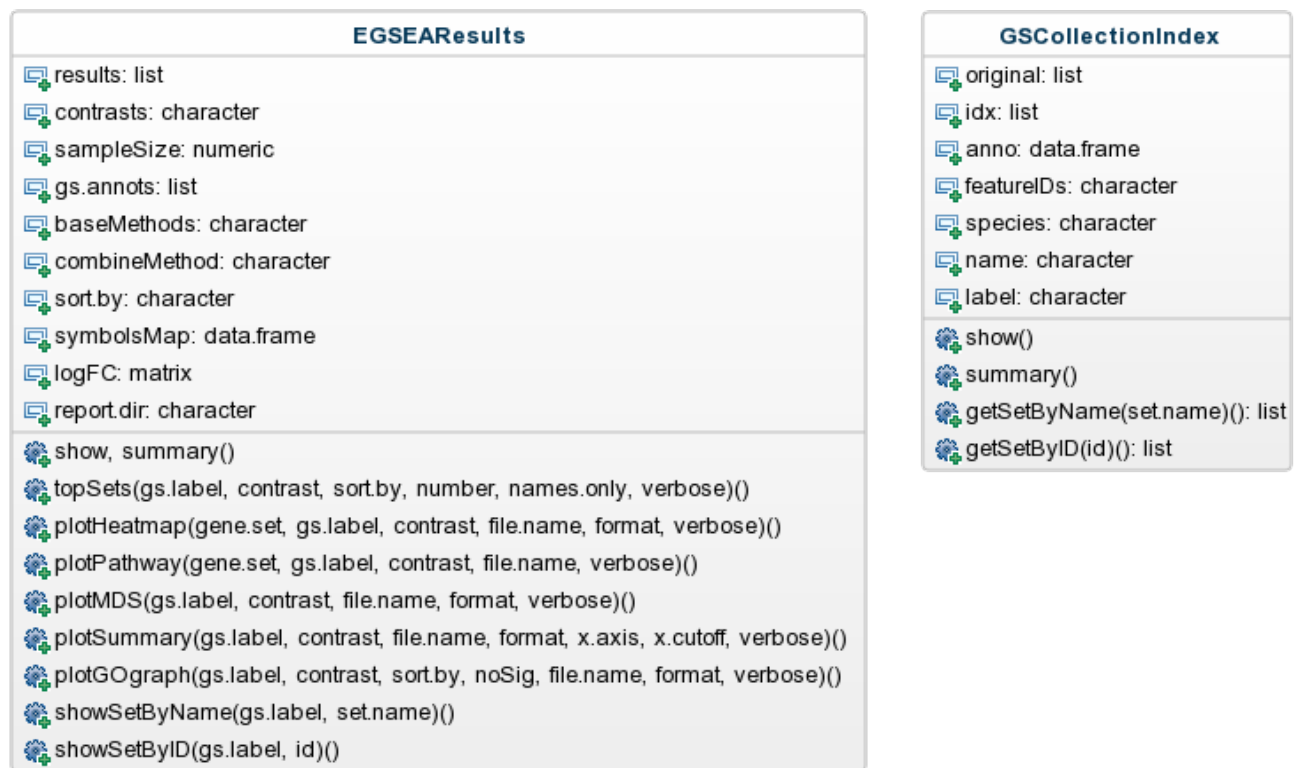 EGSEAResults
results: list
contrasts: character
sampleSize: numeric
gs.annots: list
baseMethods: character
combineMethod: character
sort.by: character
symbolsMap: data.frame
logFC: matrix
report.dir: character
show, summary()
topSets(gs.label, contrast, sort.by, number, names.only, verbose)()
plotHeatmap(gene.set, gs.label, contrast, file.name, format, verbose)()
plotPathway(gene.set, gs.label, contrast, file.name, verbose)()
plotMDS(gs.label, contrast, file.name, format, verbose)()
plotSummary(gs.label, contrast, file.name, format, x.axis, x.cutoff, verbose)()
plotGOgraph(gs.label, contrast, sort.by, noSig, file.name, format, verbose)()
showSetByName(gs.label, set.name)()
showSetByID(gs.label, id)()
GSCollectionIndex
original: list
idx: list
anno: data.frame
featureIDs: character
species: character
name: character
label: character
show()
summary()
getSetByName(set.name)(): list
getSetByID(id)(): list